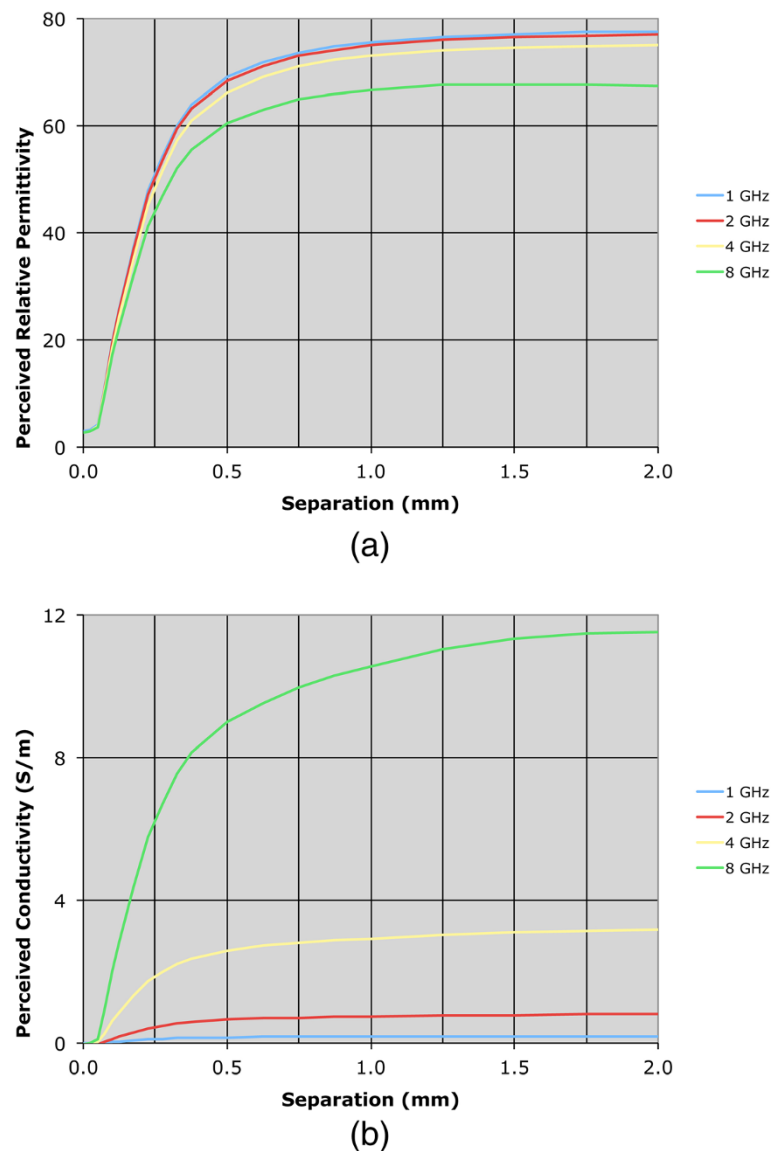 80
60
40
20
0
Perceived Relative Permittivity
0.0 0.5 1.0 1.5 2.0
Separation (mm)
1 GHz
2 GHz
4 GHz
8 GHz
(a)
12
8
4
0
Perceived Conductivity (S/m)
0.0 0.5 1.0 1.5 2.0
Separation (mm)
1 GHz
2 GHz
4 GHz
8 GHz
(b)